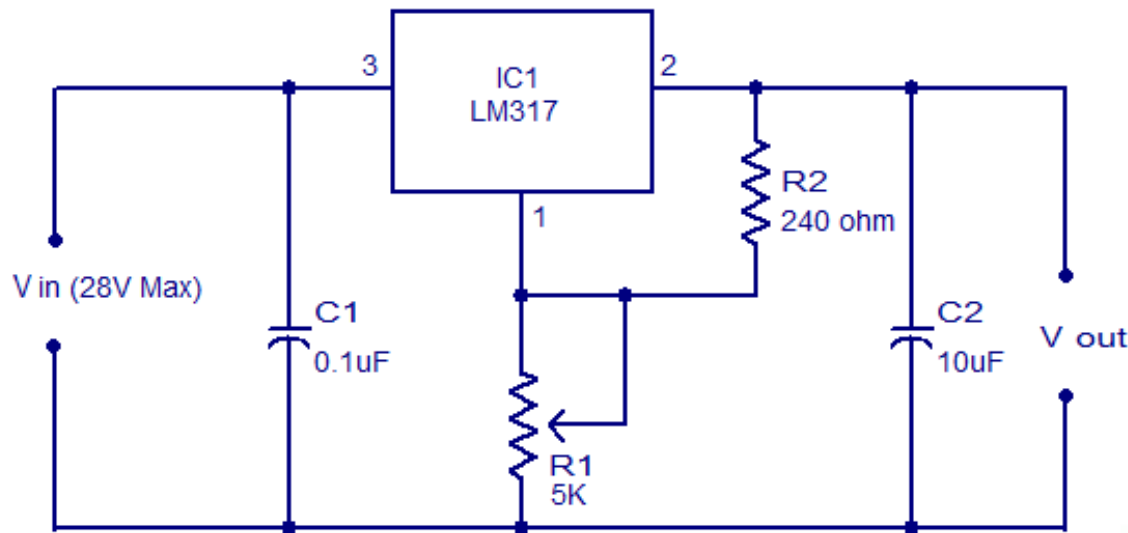 3
IC1
LM317
2
1
R2
240 ohm
V in (28V Max)
C1
0.1uF
C2
10uF
V out
R1
5K